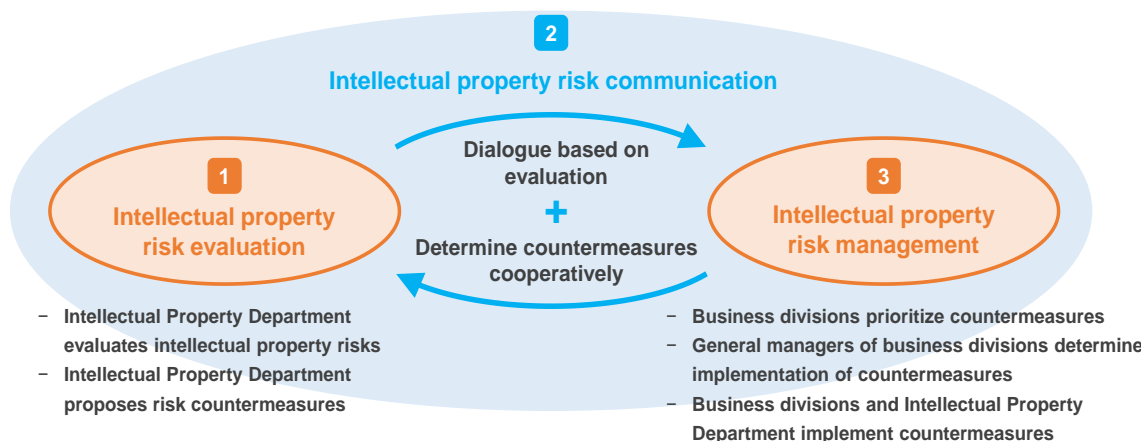 2
Intellectual property risk communication
1
Intellectual property
risk evaluation
Dialogue based on
evaluation
+
Determine countermeasures
cooperatively
3
Intellectual property
risk management
– Intellectual Property Department
evaluates intellectual property risks
– Intellectual Property Department
proposes risk countermeasures
– Business divisions prioritize countermeasures
– General managers of business divisions determine
implementation of countermeasures
– Business divisions and Intellectual Property
Department implement countermeasures